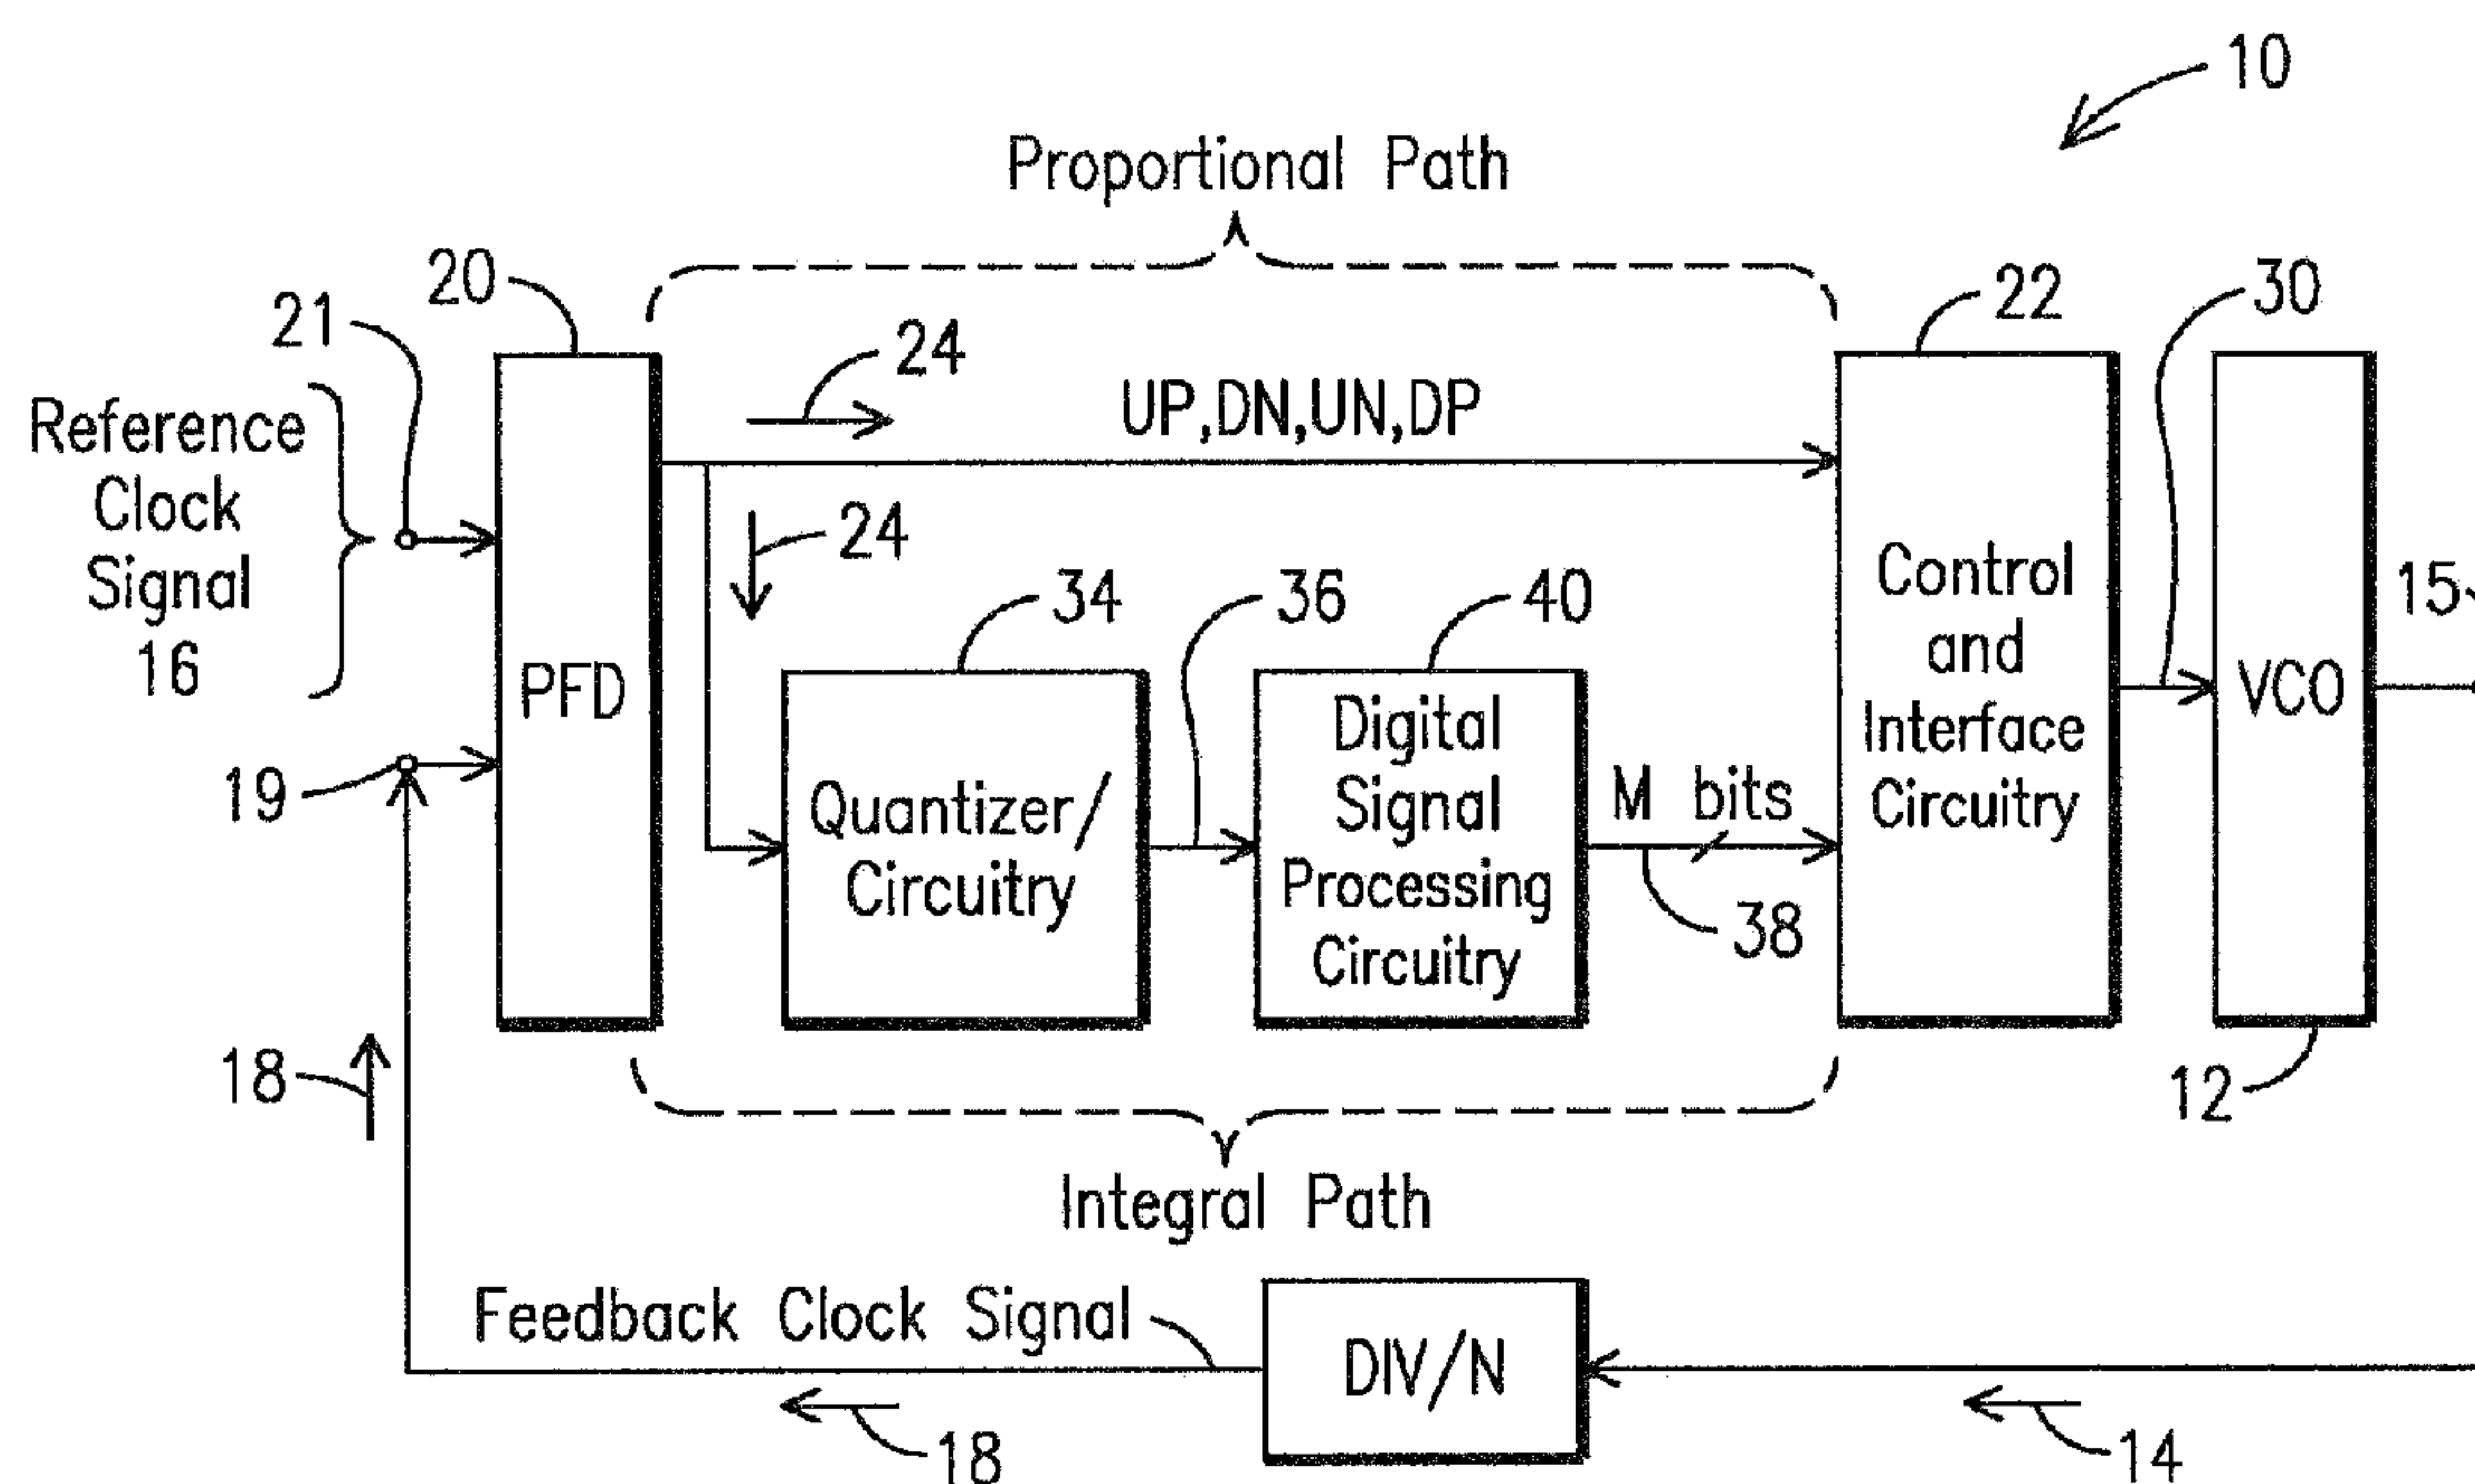 10
Proportional Path
20
21
24
22
30
Reference
Clock
Signal
16
UP,DN,UN,DP
24
34
36
40
15
PFD
Control
and
Interface
Circuitry
VCO
19
Quantizer/
Circuitry
Digital
Signal
Processing
Circuitry
M bits
38
18
12
Integral Path
Feedback Clock Signal
DIV/N
18
14